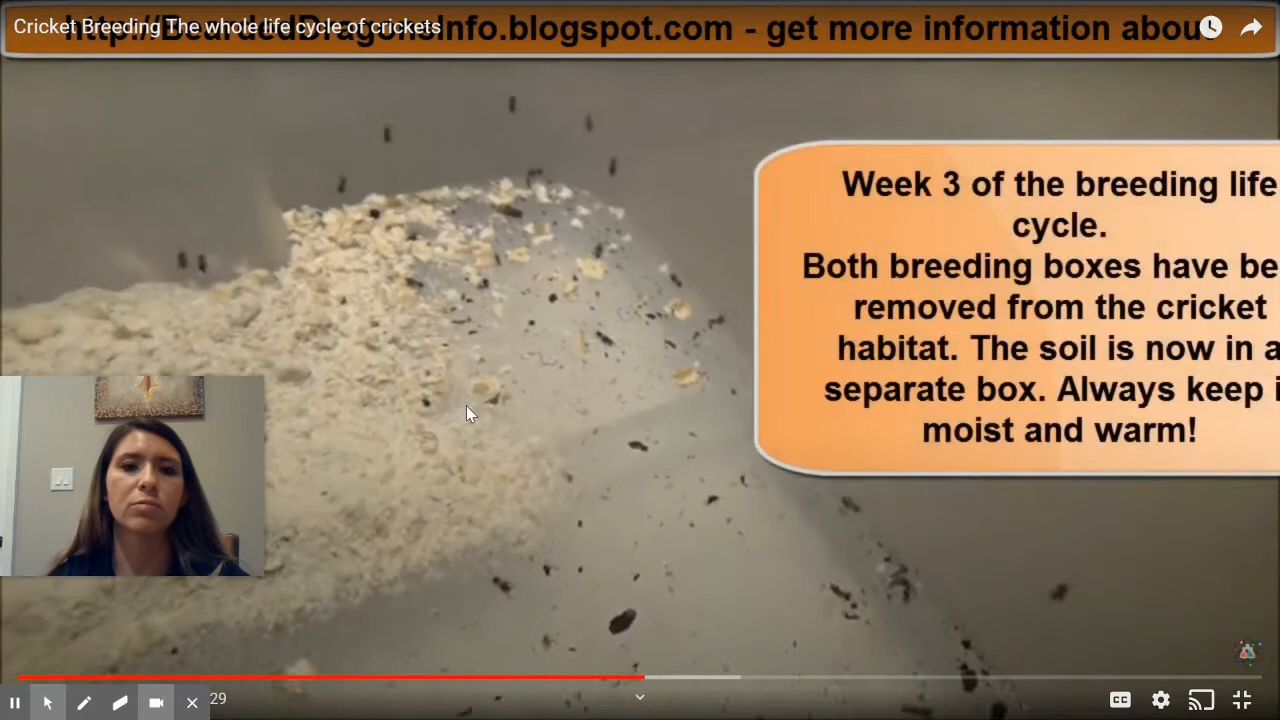 Cricket Breeding The whole life cycle of crickets
http://BeardedDragonsInfo.blogspot.com - get more information about
Week 3 of the breeding life
cycle.
Both breeding boxes have be
removed from the cricket
habitat. The soil is now in a
separate box. Always keep i
moist and warm!
29
CC